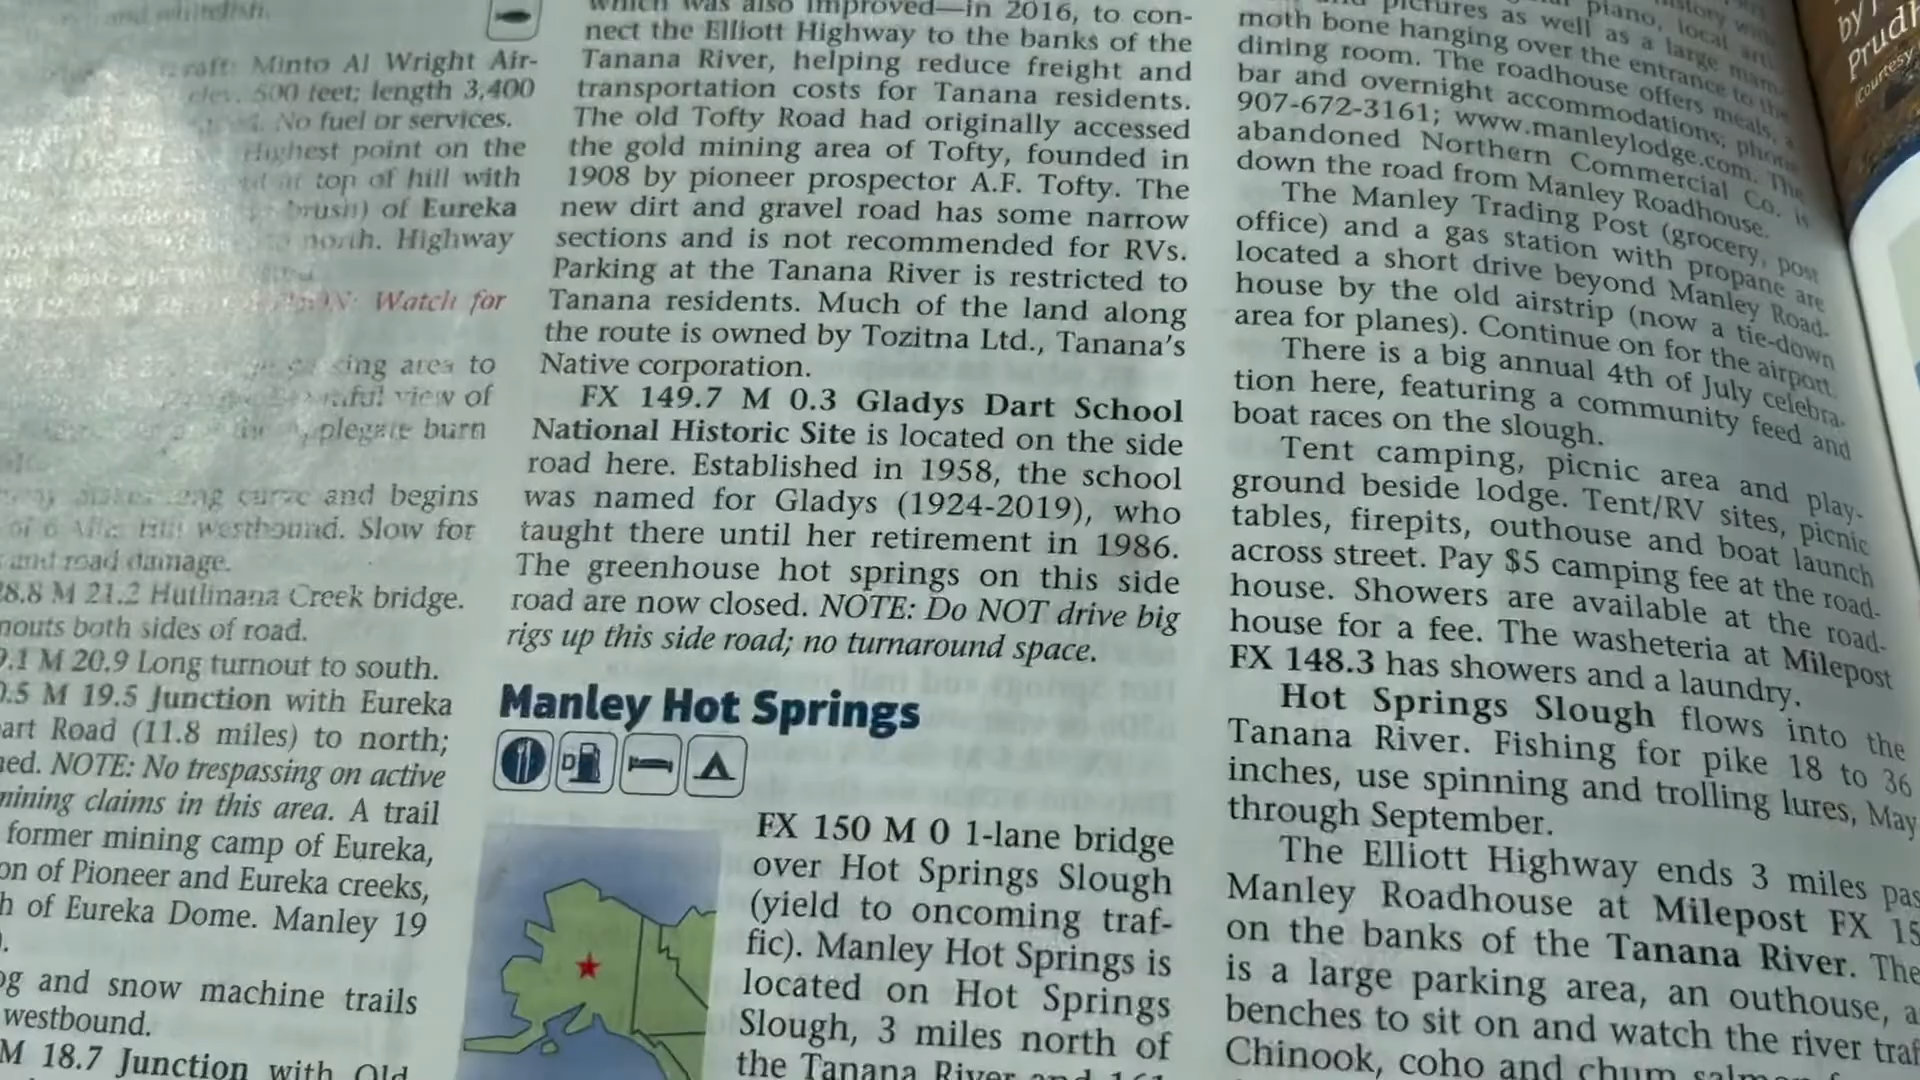 and whitefish.
Minto Al Wright Air-
elev. 500 feet; length 3,400
No fuel or services.
Highest point on the
at top of hill with
brush) of Eureka
north. Highway
Watch for
area to
view of
burn
curve and begins
westbound. Slow for
and road damage.
28.8 M 21.2 Hutlinana Creek bridge.
nouts both sides of road.
9.1 M 20.9 Long turnout to south.
0.5 M 19.5 Junction with Eureka
art Road (11.8 miles) to north;
ned. NOTE: No trespassing on active
mining claims in this area. A trail
former mining camp of Eureka,
on of Pioneer and Eureka creeks,
h of Eureka Dome. Manley 19
).
og and snow machine trails
westbound.
M 18.7 Junction with Old
which was also improved—in 2016, to con-
nect the Elliott Highway to the banks of the
Tanana River, helping reduce freight and
transportation costs for Tanana residents.
The old Tofty Road had originally accessed
the gold mining area of Tofty, founded in
1908 by pioneer prospector A.F. Tofty. The
new dirt and gravel road has some narrow
sections and is not recommended for RVs.
Parking at the Tanana River is restricted to
Tanana residents. Much of the land along
the route is owned by Tozitna Ltd., Tanana's
Native corporation.
FX 149.7 M 0.3 Gladys Dart School
National Historic Site is located on the side
road here. Established in 1958, the school
was named for Gladys (1924-2019), who
taught there until her retirement in 1986.
The greenhouse hot springs on this side
road are now closed. NOTE: Do NOT drive big
rigs up this side road; no turnaround space.
Manley Hot Springs
D
FX 150 M 0 1-lane bridge
over Hot Springs Slough
(yield to oncoming traf-
fic). Manley Hot Springs is
located on Hot Springs
Slough, 3 miles north of
the Tanana River and 161
pictures as well as a large mam-
moth bone hanging over the entrance to the
dining room. The roadhouse offers meals, a
bar and overnight accommodations; phone
907-672-3161; www.manleylodge.com. The
abandoned Northern Commercial Co. is
down the road from Manley Roadhouse.
The Manley Trading Post (grocery, post
office) and a gas station with propane are
located a short drive beyond Manley Road-
house by the old airstrip (now a tie-down
area for planes). Continue on for the airport.
There is a big annual 4th of July celebra-
tion here, featuring a community feed and
boat races on the slough.
Tent camping, picnic area and play-
ground beside lodge. Tent/RV sites, picnic
tables, firepits, outhouse and boat launch
across street. Pay $5 camping fee at the road-
house. Showers are available at the road-
house for a fee. The washeteria at Milepost
FX 148.3 has showers and a laundry.
Hot Springs Slough flows into the
Tanana River. Fishing for pike 18 to 36
inches, use spinning and trolling lures, May
through September.
The Elliott Highway ends 3 miles pas
Manley Roadhouse at Milepost FX 15
on the banks of the Tanana River. The
is a large parking area, an outhouse, a
benches to sit on and watch the river traf
Chinook, coho and chum salmon
by
Prudh
(Courtesy